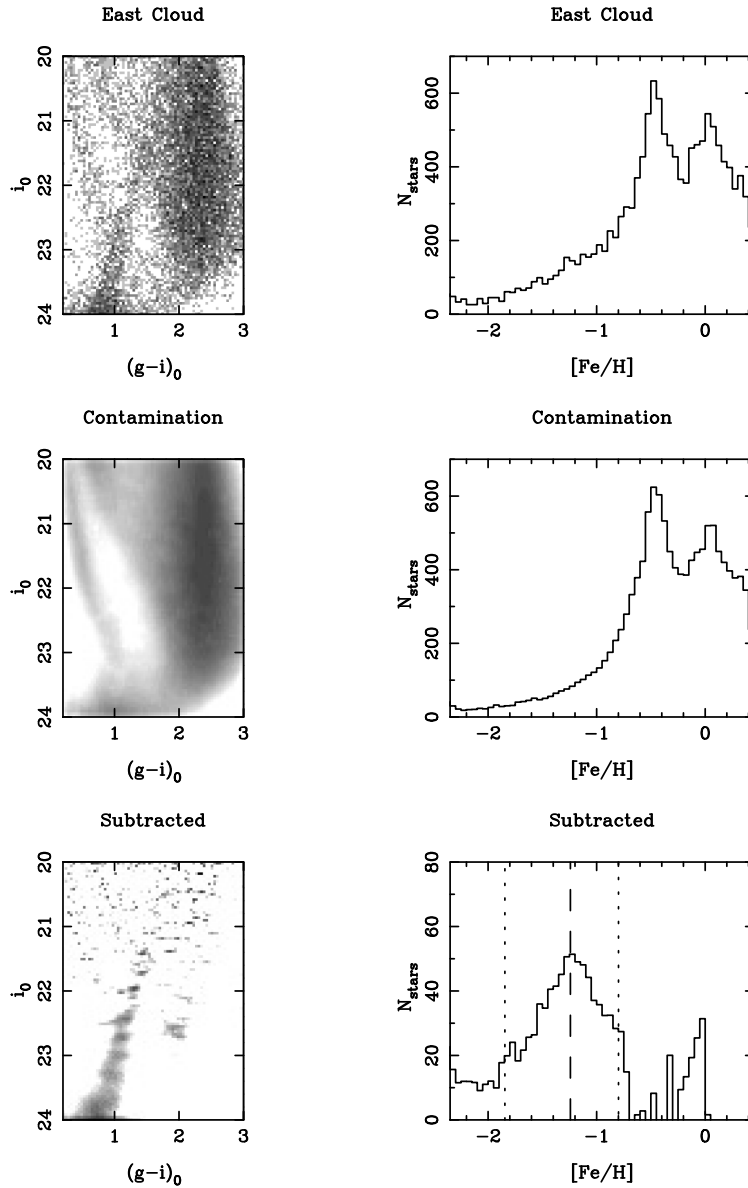 East Cloud
20
21
22
23
24
i₀
1 2 3
(g−i)₀
East Cloud
600
400
200
0
N_stars
−2 −1 0
[Fe/H]
Contamination
20
21
22
23
24
i₀
1 2 3
(g−i)₀
Contamination
600
400
200
0
N_stars
−2 −1 0
[Fe/H]
Subtracted
20
21
22
23
24
i₀
1 2 3
(g−i)₀
Subtracted
80
60
40
20
0
N_stars
−2 −1 0
[Fe/H]